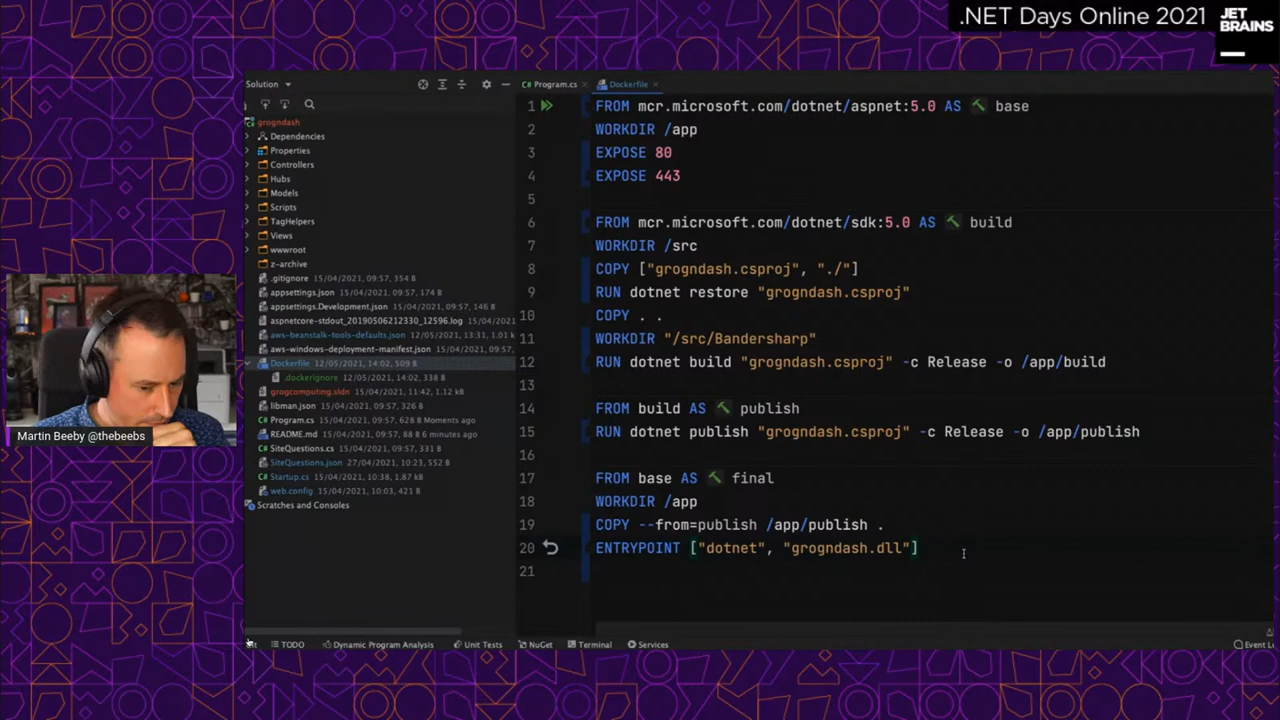 .NET Days Online 2021
JET
BRAINS
Solution
Program.cs
Dockerfile
grogndash
Dependencies
Properties
Controllers
Hubs
Models
Scripts
TagHelpers
Views
wwwroot
z-archive
.gitignore 15/04/2021, 09:57, 354 B
appsettings.json 15/04/2021, 09:57, 174 B
appsettings.Development.json 15/04/2021, 09:57, 146 B
aspnetcore-stdout_20190506212330_12596.log 15/04/2021, 09:57
aws-beanstalk-tools-defaults.json 12/05/2021, 13:31, 1.01 k
aws-windows-deployment-manifest.json 15/04/2021, 09:57,
Dockerfile 12/05/2021, 14:02, 509 B
.dockerignore 12/05/2021, 14:02, 338 B
grogcomputing.sldn 15/04/2021, 11:42, 1.12 kB
libman.json 15/04/2021, 09:57, 326 B
Program.cs 15/04/2021, 09:57, 628 B Moments ago
README.md 15/04/2021, 09:57, 88 B 6 minutes ago
SiteQuestions.cs 15/04/2021, 09:57, 331 B
SiteQuestions.json 27/04/2021, 10:23, 552 B
Startup.cs 15/04/2021, 10:38, 1.87 kB
web.config 15/04/2021, 10:03, 421 B
Scratches and Consoles
1 FROM mcr.microsoft.com/dotnet/aspnet:5.0 AS base
2 WORKDIR /app
3 EXPOSE 80
4 EXPOSE 443
5
6 FROM mcr.microsoft.com/dotnet/sdk:5.0 AS build
7 WORKDIR /src
8 COPY ["grogndash.csproj", "./"]
9 RUN dotnet restore "grogndash.csproj"
10 COPY . .
11 WORKDIR "/src/Bandersharp"
12 RUN dotnet build "grogndash.csproj" -c Release -o /app/build
13
14 FROM build AS publish
15 RUN dotnet publish "grogndash.csproj" -c Release -o /app/publish
16
17 FROM base AS final
18 WORKDIR /app
19 COPY --from=publish /app/publish .
20 ENTRYPOINT ["dotnet", "grogndash.dll"]
21
Martin Beeby @thebeebs
TODO
Dynamic Program Analysis
Unit Tests
NuGet
Terminal
Services
Event L